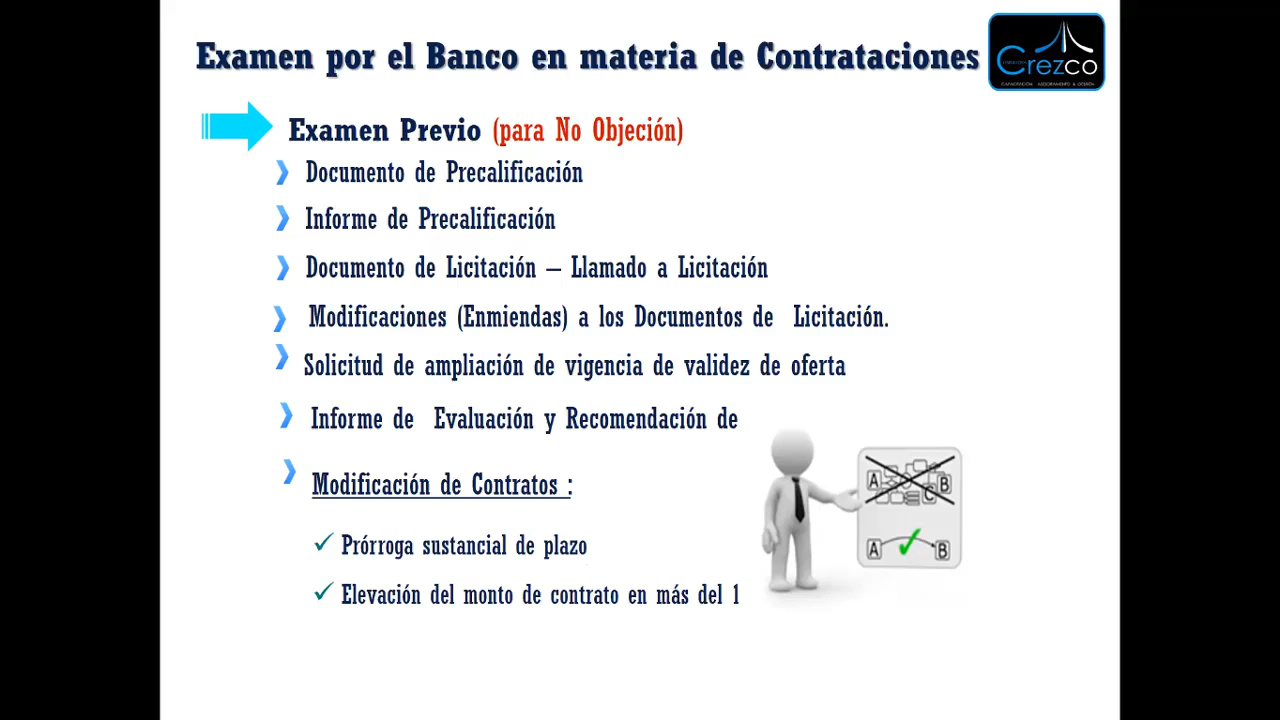 Examen por el Banco en materia de Contrataciones
Crezco
CAPACITACIÓN ASESORAMIENTO & GESTIÓN
Examen Previo (para No Objeción)
Documento de Precalificación
Informe de Precalificación
Documento de Licitación – Llamado a Licitación
Modificaciones (Enmiendas) a los Documentos de Licitación.
Solicitud de ampliación de vigencia de validez de oferta
Informe de Evaluación y Recomendación de
Modificación de Contratos :
✓ Prórroga sustancial de plazo
✓ Elevación del monto de contrato en más del 1
A B
C
A B